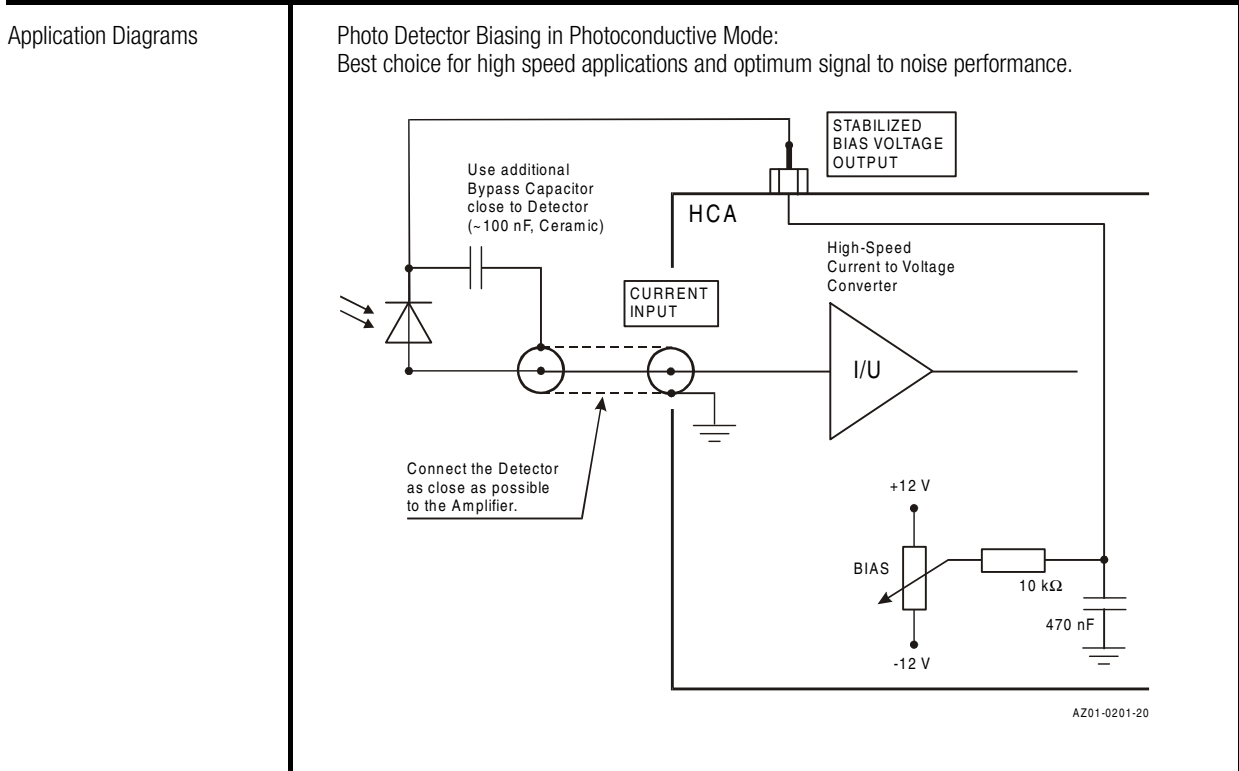 Application Diagrams
Photo Detector Biasing in Photoconductive Mode:
Best choice for high speed applications and optimum signal to noise performance.
STABILIZED
BIAS VOLTAGE
OUTPUT
Use additional
Bypass Capacitor
close to Detector
(~100 nF, Ceramic)
HCA
High-Speed
Current to Voltage
Converter
CURRENT
INPUT
I/U
Connect the Detector
as close as possible
to the Amplifier.
+12 V
BIAS
10 kΩ
470 nF
-12 V
AZ01-0201-20